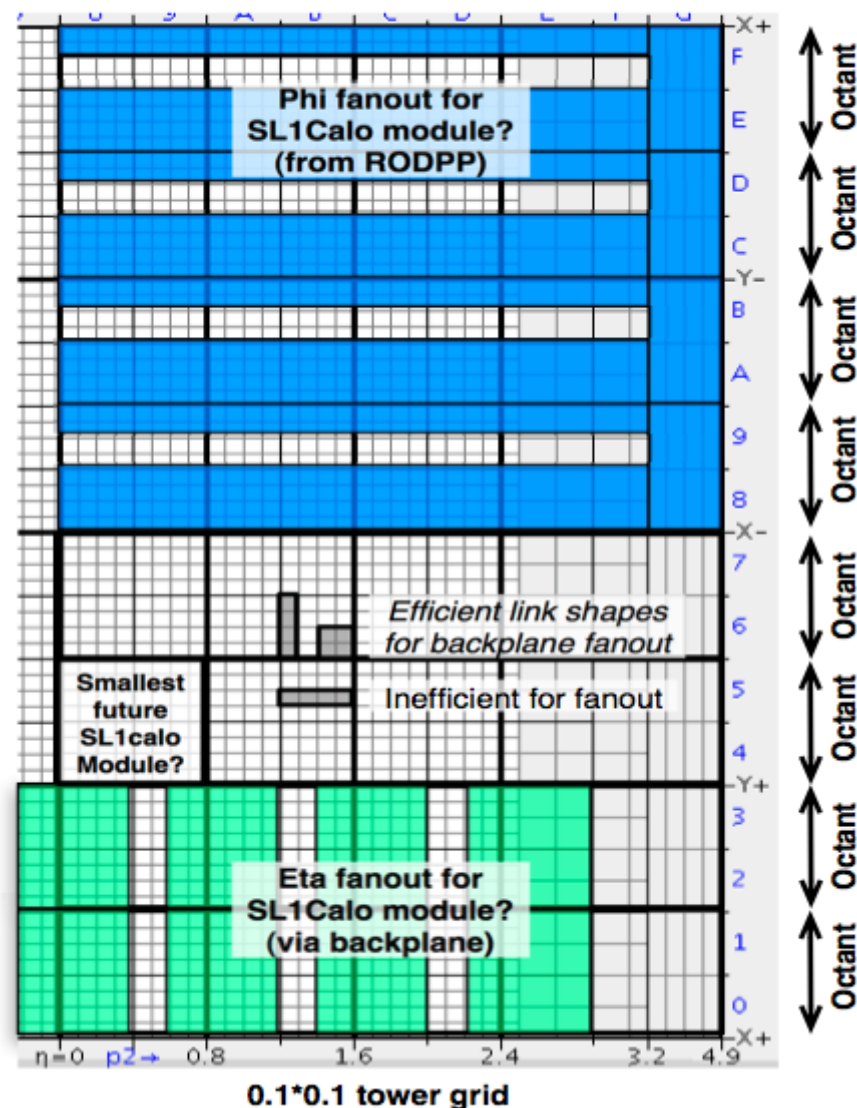 X+
F
Octant
Phi fanout for
SL1Calo module?
(from RODPP)
E
D
Octant
C
Y-
B
Octant
A
9
Octant
8
X-
7
Octant
Efficient link shapes
for backplane fanout
6
Smallest
future
SL1calo
Module?
5
Inefficient for fanout
Octant
4
Y+
3
Octant
2
Eta fanout for
SL1Calo module?
(via backplane)
1
Octant
0
X+
η=0 p2→ 0.8 1.6 2.4 3.2 4.9
0.1*0.1 tower grid